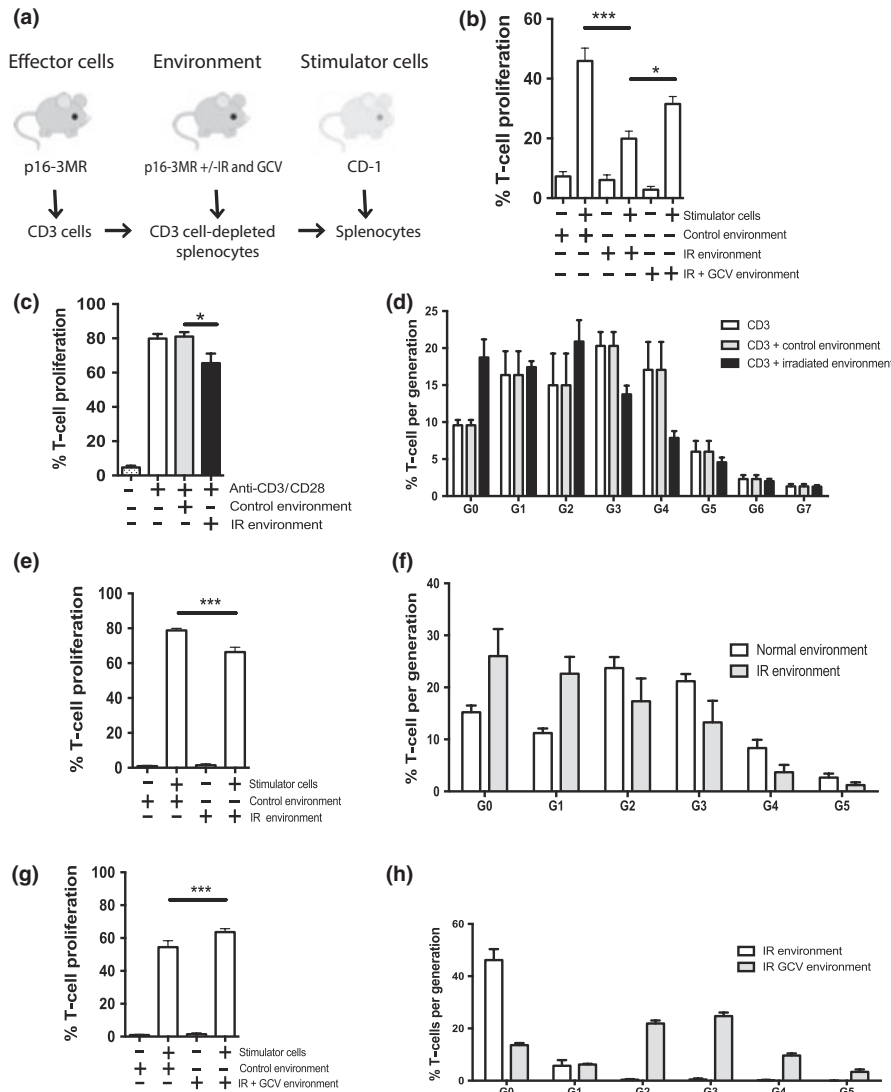 (a)
Effector cells Environment Stimulator cells
p16-3MR p16-3MR +/-IR and GCV CD-1
CD3 cells CD3 cell-depleted Splenocytes
splenocytes
(b)
% T-cell proliferation
60
40
20
0
***
*
− + − + − + Stimulator cells
+ + − − − − Control environment
− − + + − − IR environment
− − − − + + IR + GCV environment
(c)
% T-cell proliferation
100
80
60
40
20
0
*
− + + + Anti-CD3/CD28
− − + − Control environment
− − − + IR environment
(d)
% T-cell per generation
25
20
15
10
5
0
CD3
CD3 + control environment
CD3 + irradiated environment
G0 G1 G2 G3 G4 G5 G6 G7
(e)
% T-cell proliferation
100
80
60
40
20
0
***
− + − + Stimulator cells
+ + − − Control environment
− − + + IR environment
(f)
% T-cell per generation
40
30
20
10
0
Normal environment
IR environment
G0 G1 G2 G3 G4 G5
(g)
% T-cell proliferation
100
80
60
40
20
0
***
− + − + Stimulator cells
+ + − − Control environment
− − + + IR + GCV environment
(h)
% T-cells per generation
60
40
20
0
IR environment
IR GCV environment
G0 G1 G2 G3 G4 G5